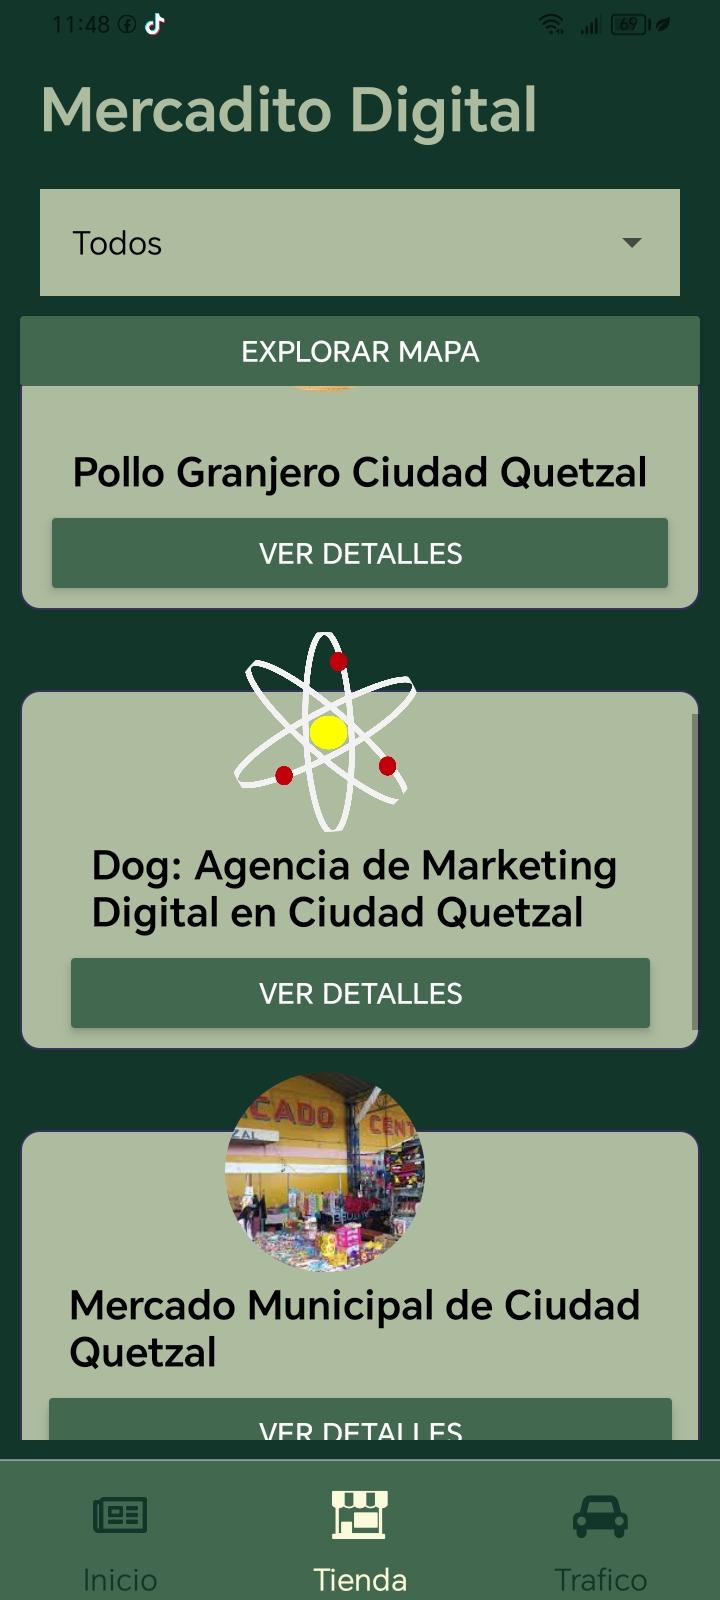 11:48
69
Mercadito Digital
Todos
EXPLORAR MAPA
Pollo Granjero Ciudad Quetzal
VER DETALLES
Dog: Agencia de Marketing
Digital en Ciudad Quetzal
VER DETALLES
CADO
CENT
ZAL
Mercado Municipal de Ciudad
Quetzal
VER DETALLES
Inicio
Tienda
Trafico